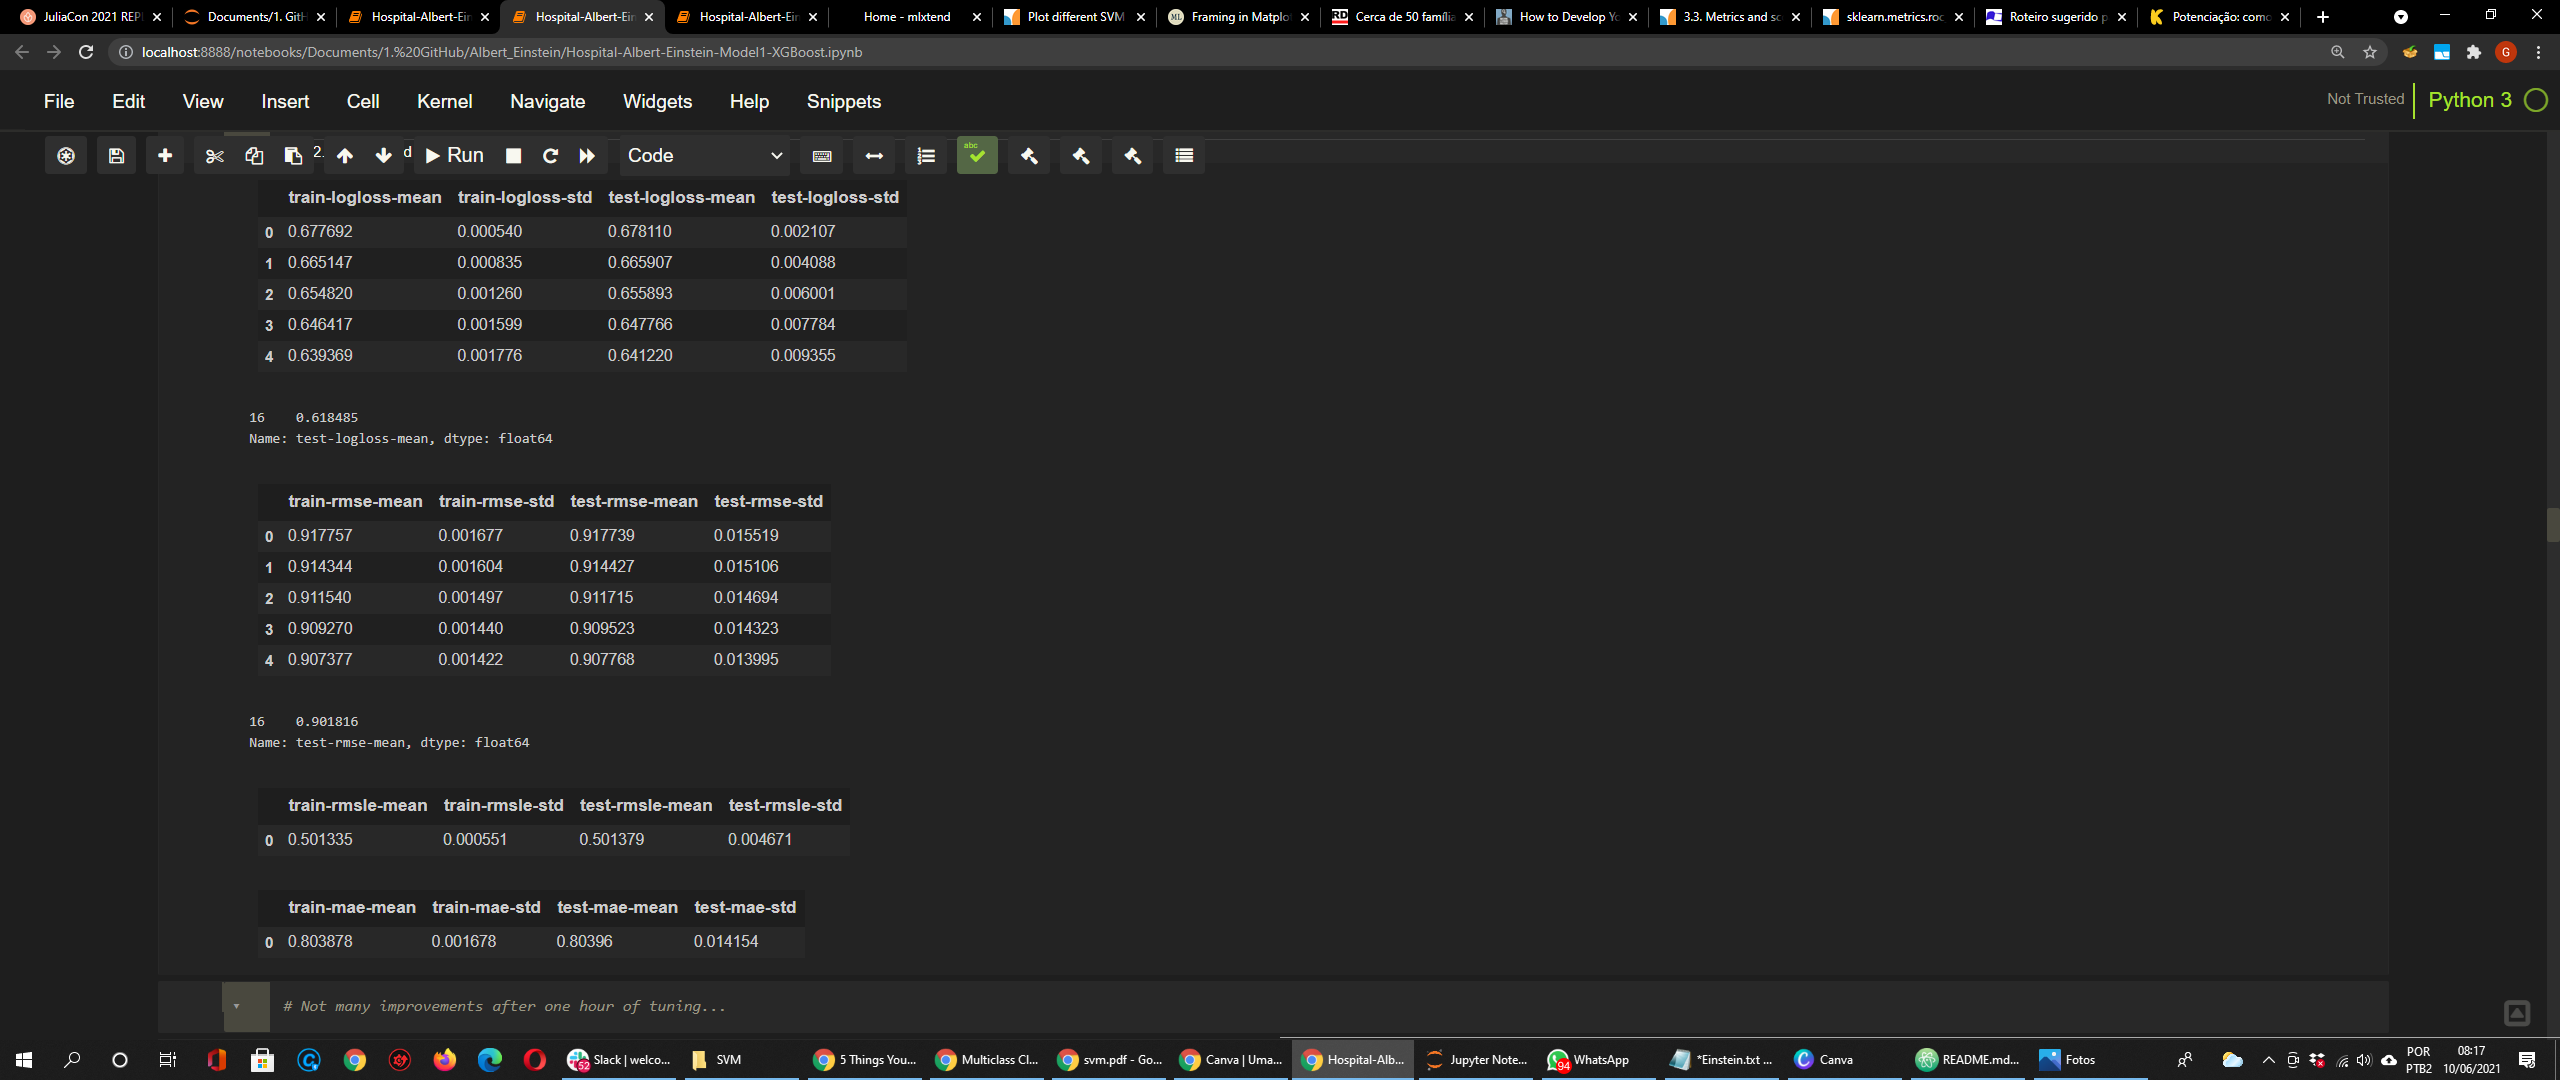 JuliaCon 2021 REP
Documents/1. GitH
Hospital-Albert-Ein
Hospital-Albert-Ein
Hospital-Albert-Ein
Home - mlxtend
Plot different SVM
ML Framing in Matplo
RD Cerca de 50 família
How to Develop Yo
3.3. Metrics and sc
sklearn.metrics.roc
Roteiro sugerido p
Potenciação: como
localhost:8888/notebooks/Documents/1.%20GitHub/Albert_Einstein/Hospital-Albert-Einstein-Model1-XGBoost.ipynb
G
File Edit View Insert Cell Kernel Navigate Widgets Help Snippets
Not Trusted
Python 3
2. d
Run
Code
abc
train-logloss-mean train-logloss-std test-logloss-mean test-logloss-std
0 0.677692 0.000540 0.678110 0.002107
1 0.665147 0.000835 0.665907 0.004088
2 0.654820 0.001260 0.655893 0.006001
3 0.646417 0.001599 0.647766 0.007784
4 0.639369 0.001776 0.641220 0.009355
16 0.618485
Name: test-logloss-mean, dtype: float64
train-rmse-mean train-rmse-std test-rmse-mean test-rmse-std
0 0.917757 0.001677 0.917739 0.015519
1 0.914344 0.001604 0.914427 0.015106
2 0.911540 0.001497 0.911715 0.014694
3 0.909270 0.001440 0.909523 0.014323
4 0.907377 0.001422 0.907768 0.013995
16 0.901816
Name: test-rmse-mean, dtype: float64
train-rmsle-mean train-rmsle-std test-rmsle-mean test-rmsle-std
0 0.501335 0.000551 0.501379 0.004671
train-mae-mean train-mae-std test-mae-mean test-mae-std
0 0.803878 0.001678 0.80396 0.014154
# Not many improvements after one hour of tuning...
52
Slack | welco...
SVM
5 Things You...
Multiclass Cl...
svm.pdf - Go...
Canva | Uma...
Hospital-Alb...
Jupyter Note...
94
WhatsApp
*Einstein.txt ...
Canva
README.md...
Fotos
POR
PTB2
08:17
10/06/2021